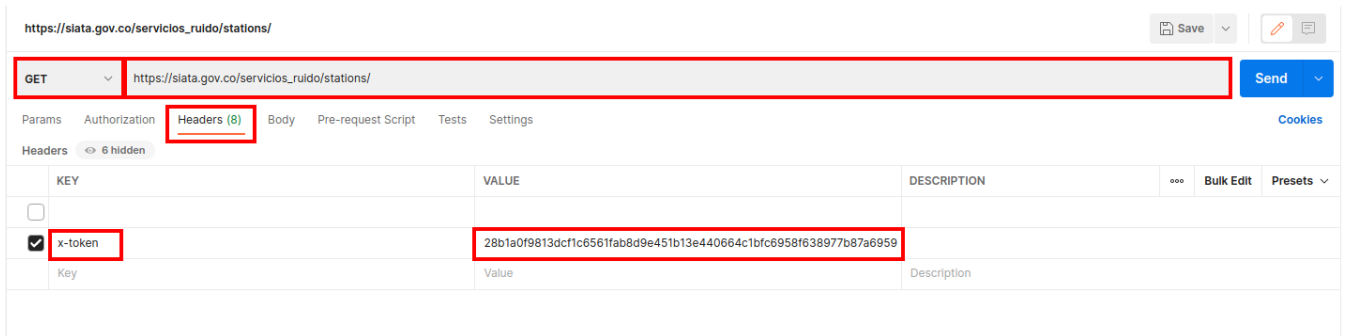 https://siata.gov.co/servicios_ruido/stations/
Save
GET https://siata.gov.co/servicios_ruido/stations/ Send
Params Authorization Headers (8) Body Pre-request Script Tests Settings Cookies
Headers 6 hidden
KEY VALUE DESCRIPTION ooo Bulk Edit Presets
x-token 28b1a0f9813dcf1c6561fab8d9e451b13e440664c1bfc6958f638977b87a6959
Key Value Description